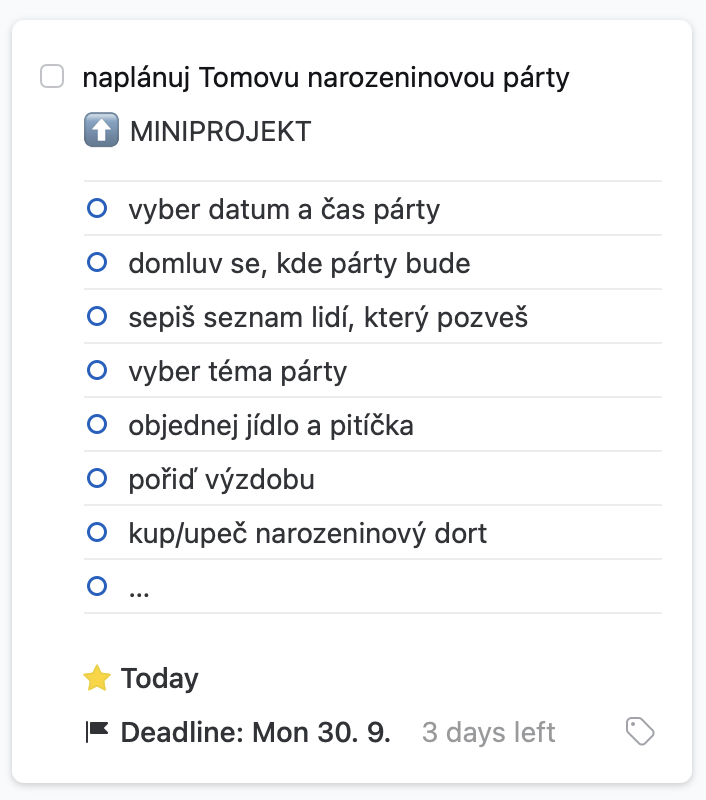 naplánuj Tomovu narozeninovou párty
⬆️ MINIPROJEKT
vyber datum a čas párty
domluv se, kde párty bude
sepiš seznam lidí, který pozveš
vyber téma párty
objednej jídlo a pitíčka
pořiď výzdobu
kup/upeč narozeninový dort
...
Today
Deadline: Mon 30. 9. 3 days left